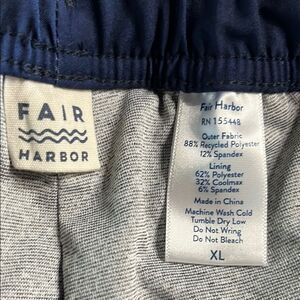 FAIR
HARBOR
Fair Harbor
RN 155448
Outer Fabric
88% Recycled Polyester
12% Spandex
Lining
62% Polyester
32% Coolmax
6% Spandex
Made in China
Machine Wash Cold
Tumble Dry Low
Do Not Wring
Do Not Bleach
XL